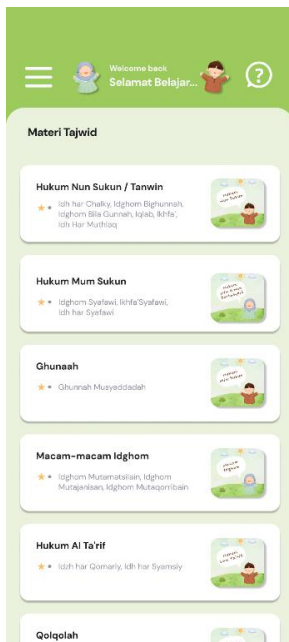 Welcome back
Selamat Belajar...
Materi Tajwid
Hukum Nun Sukun / Tanwin
Idh har Chalky, Idghom Bighunnah,
Idghom Bila Gunnah, Iqlab, Ikhfa',
Idh Har Muthlaq
Hukum Mum Sukun
Idghom Syafawi, Ikhfa'Syafawi,
Idh har Syafawi
Ghunaah
Ghunnah Musyaddadah
Macam-macam Idghom
Idghom Mutamatsilain, Idghom
Mutajanisan, Idghom Mutaqorribain
Hukum Al Ta'rif
Idzh har Qomariy, Idh har Syamsiy
Qolqolah